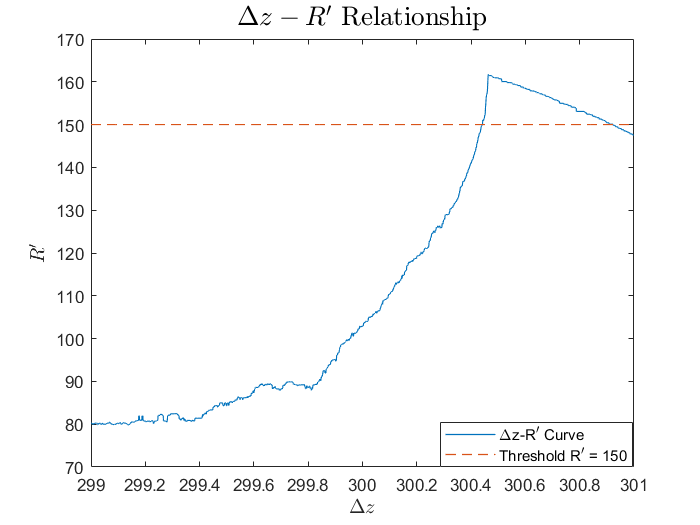 Δz − R′ Relationship
170
160
150
140
130
120
110
100
90
80
70
R′
299 299.2 299.4 299.6 299.8 300 300.2 300.4 300.6 300.8 301
Δz
Δz-R′ Curve
Threshold R′ = 150